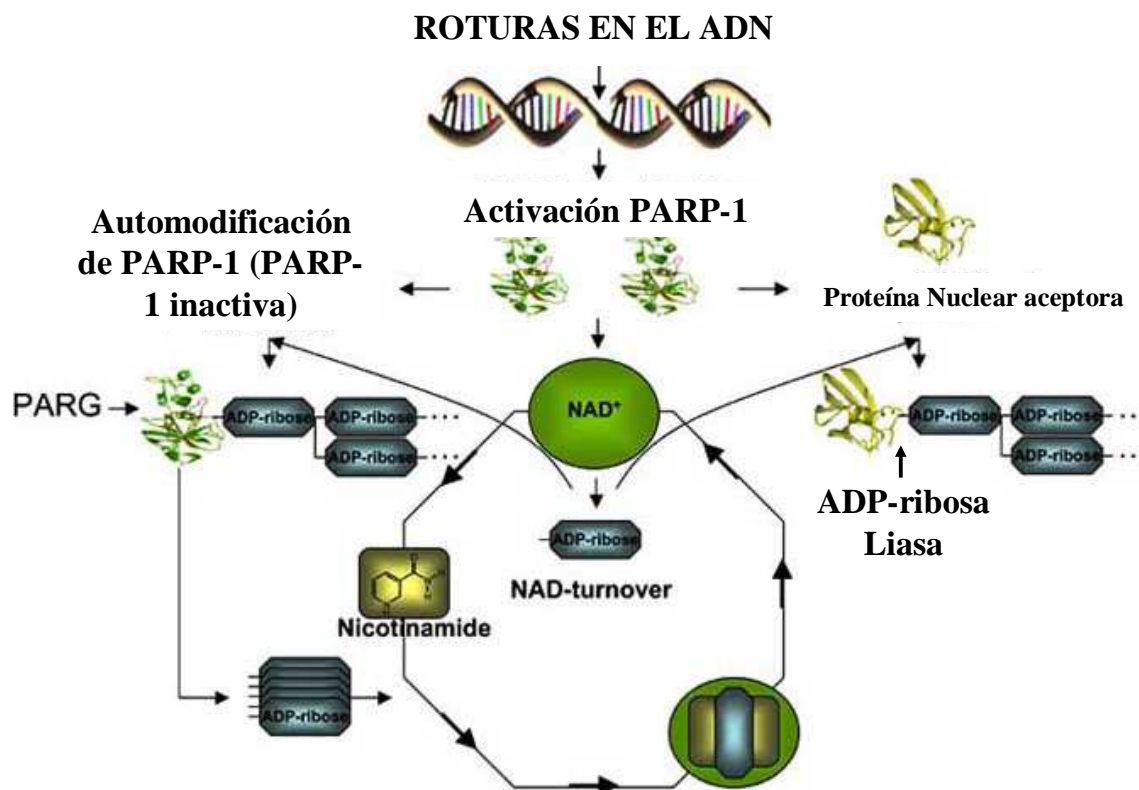 ROTURAS EN EL ADN
Activación PARP-1
Automodificación
de PARP-1 (PARP-
1 inactiva)
Proteína Nuclear aceptora
NAD+
PARG
ADP-ribose
ADP-ribose
ADP-ribose
ADP-ribose
ADP-ribose
ADP-ribose
ADP-ribosa
Liasa
ADP-ribose
NAD-turnover
Nicotinamide
ADP-ribose